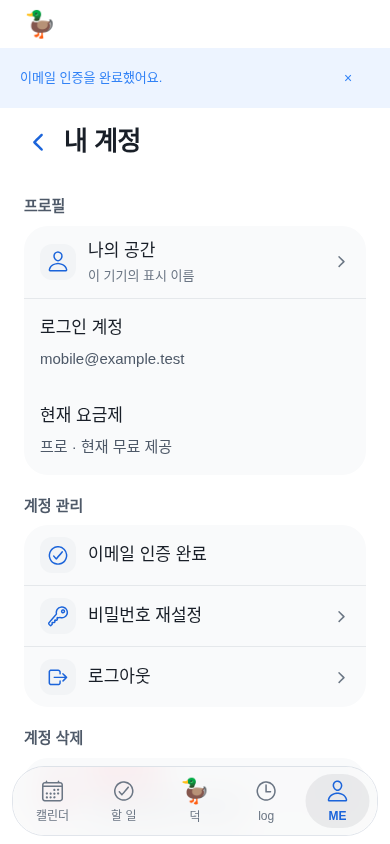 이메일 인증을 완료했어요.
×
내 계정
프로필
나의 공간
이 기기의 표시 이름
로그인 계정
mobile@example.test
현재 요금제
프로 · 현재 무료 제공
계정 관리
이메일 인증 완료
비밀번호 재설정
로그아웃
계정 삭제
캘린더
할 일
덕
log
ME